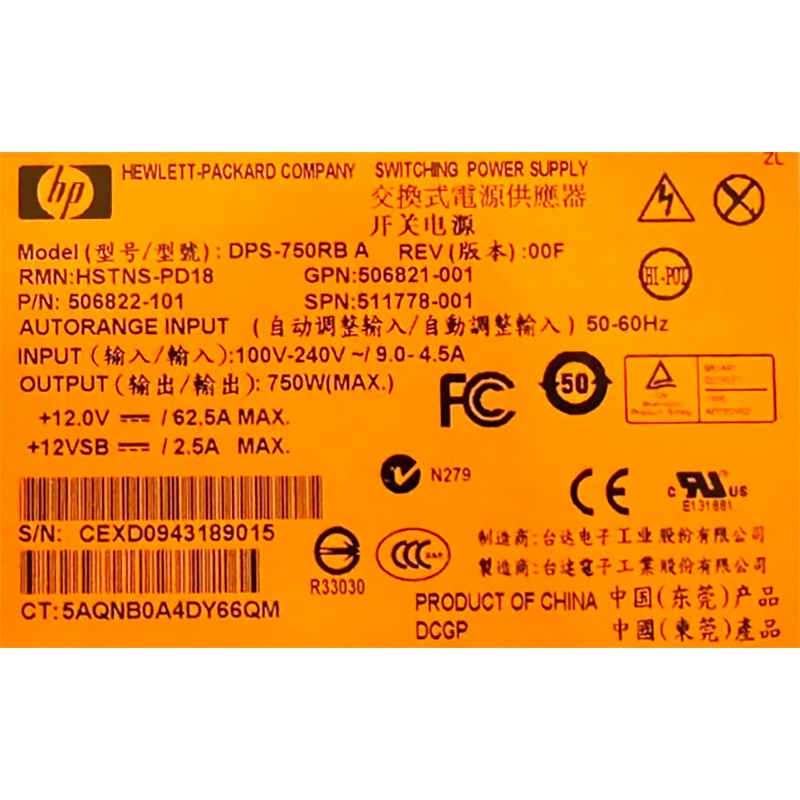 hp
HEWLETT-PACKARD COMPANY SWITCHING POWER SUPPLY
ZL
交換式電源供應器
开关电源
Model (型号/型號) : DPS-750RB A REV (版本) :00F
RMN:HSTNS-PD18 GPN:506821-001
HI-POT
P/N: 506822-101 SPN:511778-001
AUTORANGE INPUT (自动调整输入/自動調整輸入) 50-60Hz
INPUT (输入/輸入):100V-240V ~/ 9.0- 4.5A
OUTPUT (输出/輸出): 750W(MAX.)
FC
50
+12.0V / 62.5A MAX.
+12VSB / 2.5A MAX.
N279
CE
c RU US
E131881
S/N: CEXD0943189015
R33030
CCC
制造商:台达电子工业股份有限公司
製造商:台達電子工業股份有限公司
CT:5AQNB0A4DY66QM
PRODUCT OF CHINA 中国(东莞)产品
DCGP 中國(東莞)產品